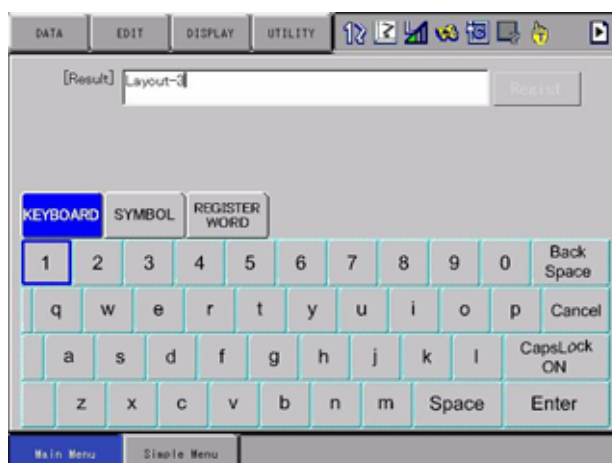 DATA EDIT DISPLAY UTILITY
[Result] Layout-3 Regist
KEYBOARD SYMBOL REGISTER WORD
1 2 3 4 5 6 7 8 9 0 Back Space
q w e r t y u i o p Cancel
a s d f g h j k l CapsLock ON
z x c v b n m Space Enter
Main Menu Simple Menu